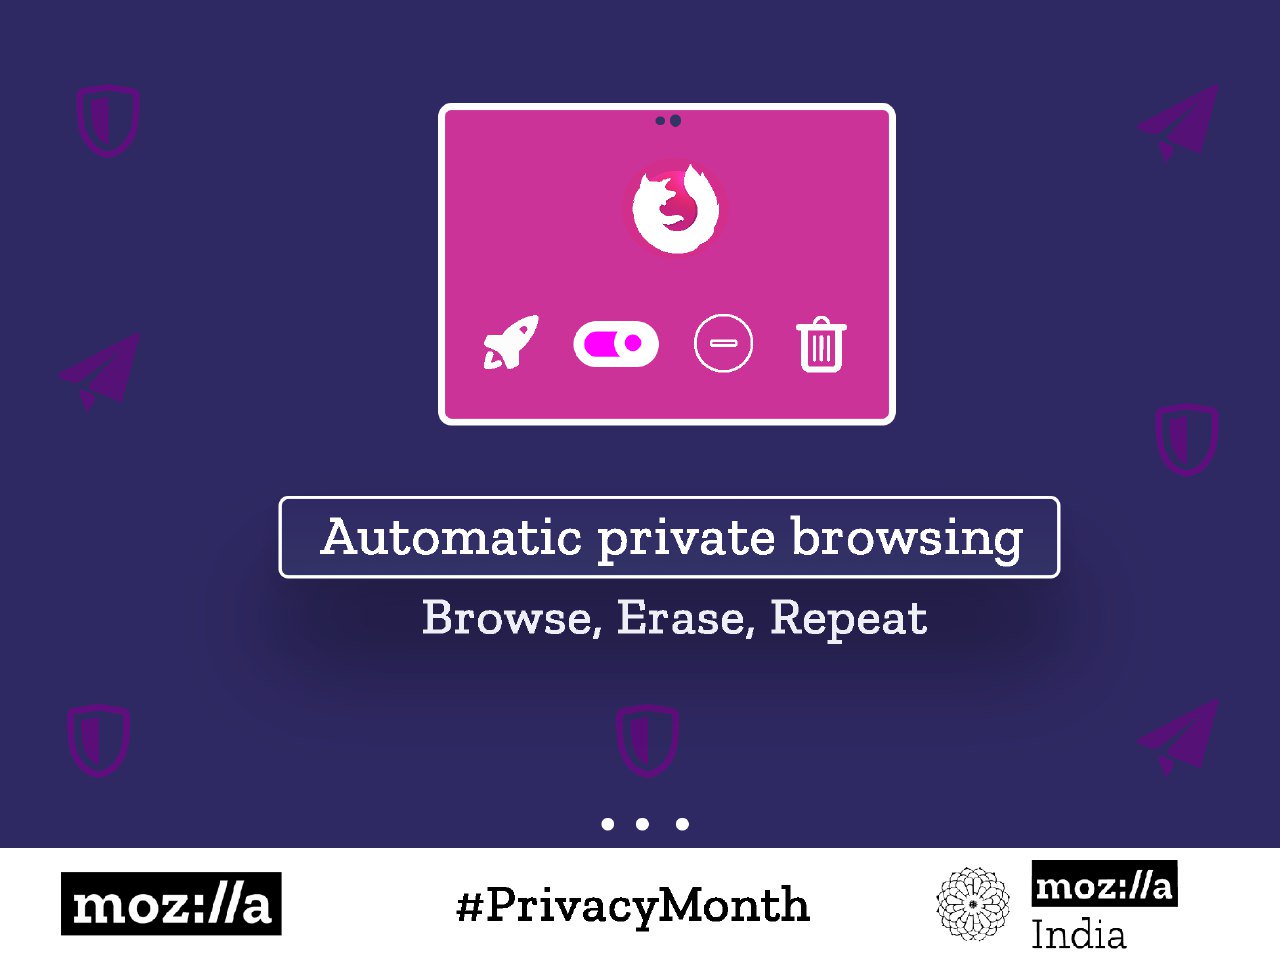 Automatic private browsing
Browse, Erase, Repeat
moz://a
#PrivacyMonth
moz://a
India